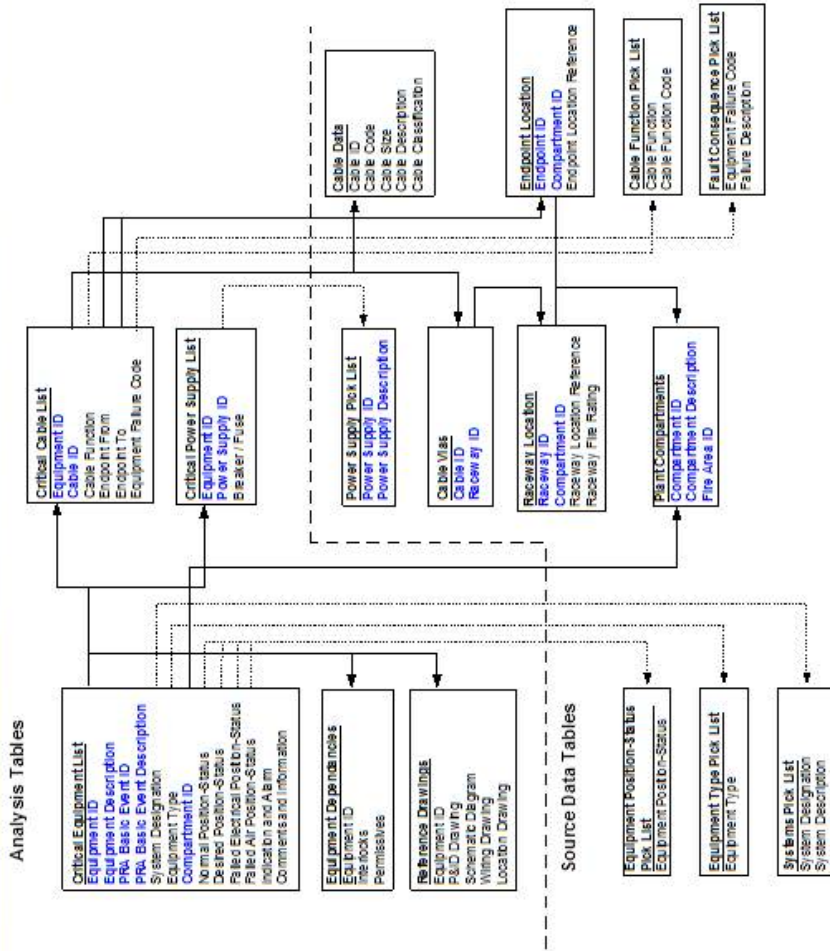 Analysis Tables
Critical Equipment List
Equipment ID
Equipment Description
PRA Basic Event ID
PRA Basic Event Description
System Designation
Equipment Type
Compartment ID
Normal Position-Status
Desired Position-Status
Failed Electrical Position-Status
Failed Air Position-Status
Indication and Alarm
Comments and Information
Equipment Dependancies
Equipment ID
Interlocks
Permissives
Reference Drawings
Equipment ID
P&ID Drawing
Schematic Diagram
Wiring Drawing
Location Drawing
Critical Cable List
Equipment ID
Cable ID
Cable Function
Endpoint From
Endpoint To
Equipment Failure Code
Critical Power Supply List
Equipment ID
Power Supply ID
Breaker / Fuse
Source Data Tables
Equipment Position-Status
Pick List
Equipment Position-Status
Equipment Type Pick List
Equipment Type
Systems Pick List
System Designation
System Description
Power Supply Pick List
Power Supply ID
Power Supply Description
Cable Vias
Cable ID
Raceway ID
Raceway Location
Raceway ID
Compartment ID
Raceway Location Reference
Raceway Fire Rating
Plant Compartments
Compartment ID
Compartment Description
Fire Area ID
Cable Data
Cable ID
Cable Code
Cable Size
Cable Description
Cable Classification
Endpoint Location
Endpoint ID
Compartment ID
Endpoint Location Reference
Cable Function Pick List
Cable Function
Cable Function Code
Fault Consequence Pick List
Equipment Failure Code
Failure Description